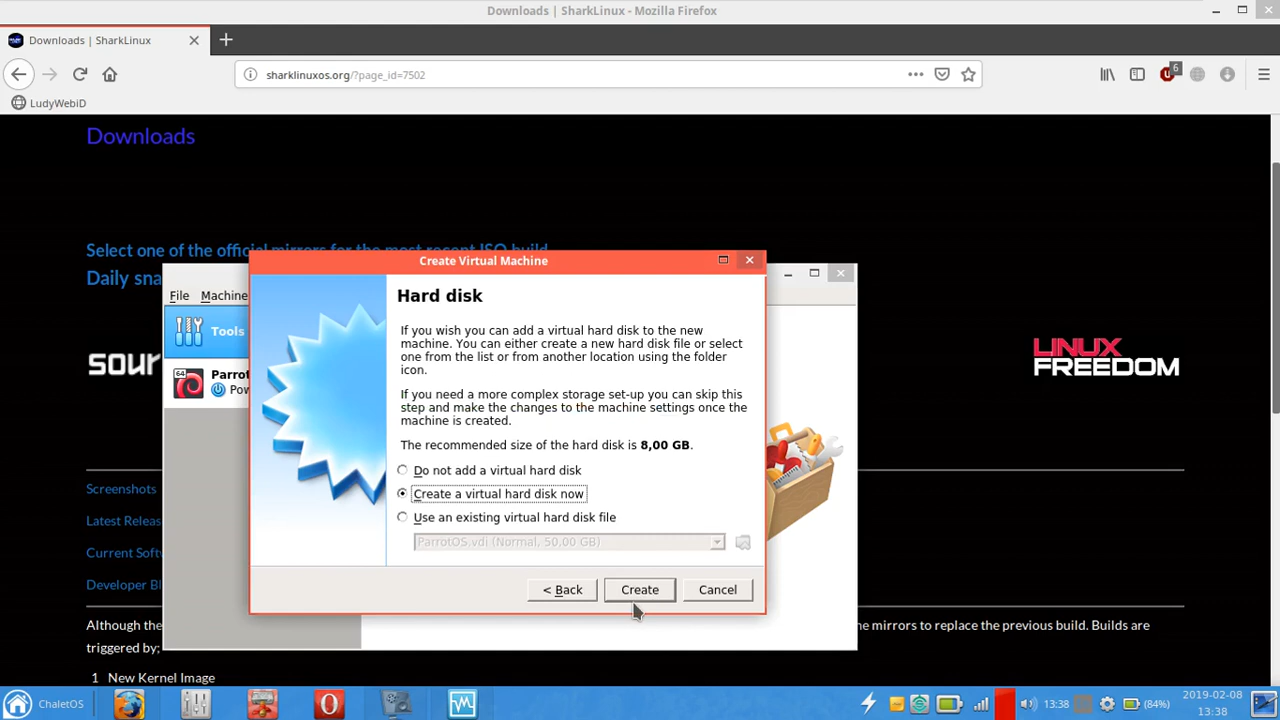 Downloads | SharkLinux - Mozilla Firefox
Downloads | SharkLinux
sharklinuxos.org/?page_id=7502
6
LudyWebiD
Downloads
Select one of the official mirrors for the most recent ISO build
Daily sna
Create Virtual Machine
File Machine
Tools
64
Parro
Pow
Hard disk
If you wish you can add a virtual hard disk to the new
machine. You can either create a new hard disk file or select
one from the list or from another location using the folder
icon.
If you need a more complex storage set-up you can skip this
step and make the changes to the machine settings once the
machine is created.
The recommended size of the hard disk is 8,00 GB.
Do not add a virtual hard disk
Create a virtual hard disk now
Use an existing virtual hard disk file
ParrotOS.vdi (Normal, 50,00 GB)
< Back Create Cancel
sour
LINUX
FREEDOM
Screenshots
Latest Releas
Current Softw
Developer Bl
Although the
he mirrors to replace the previous build. Builds are
triggered by;
1 New Kernel Image
ChaletOS
13:38
(84%)
2019-02-08
13:38